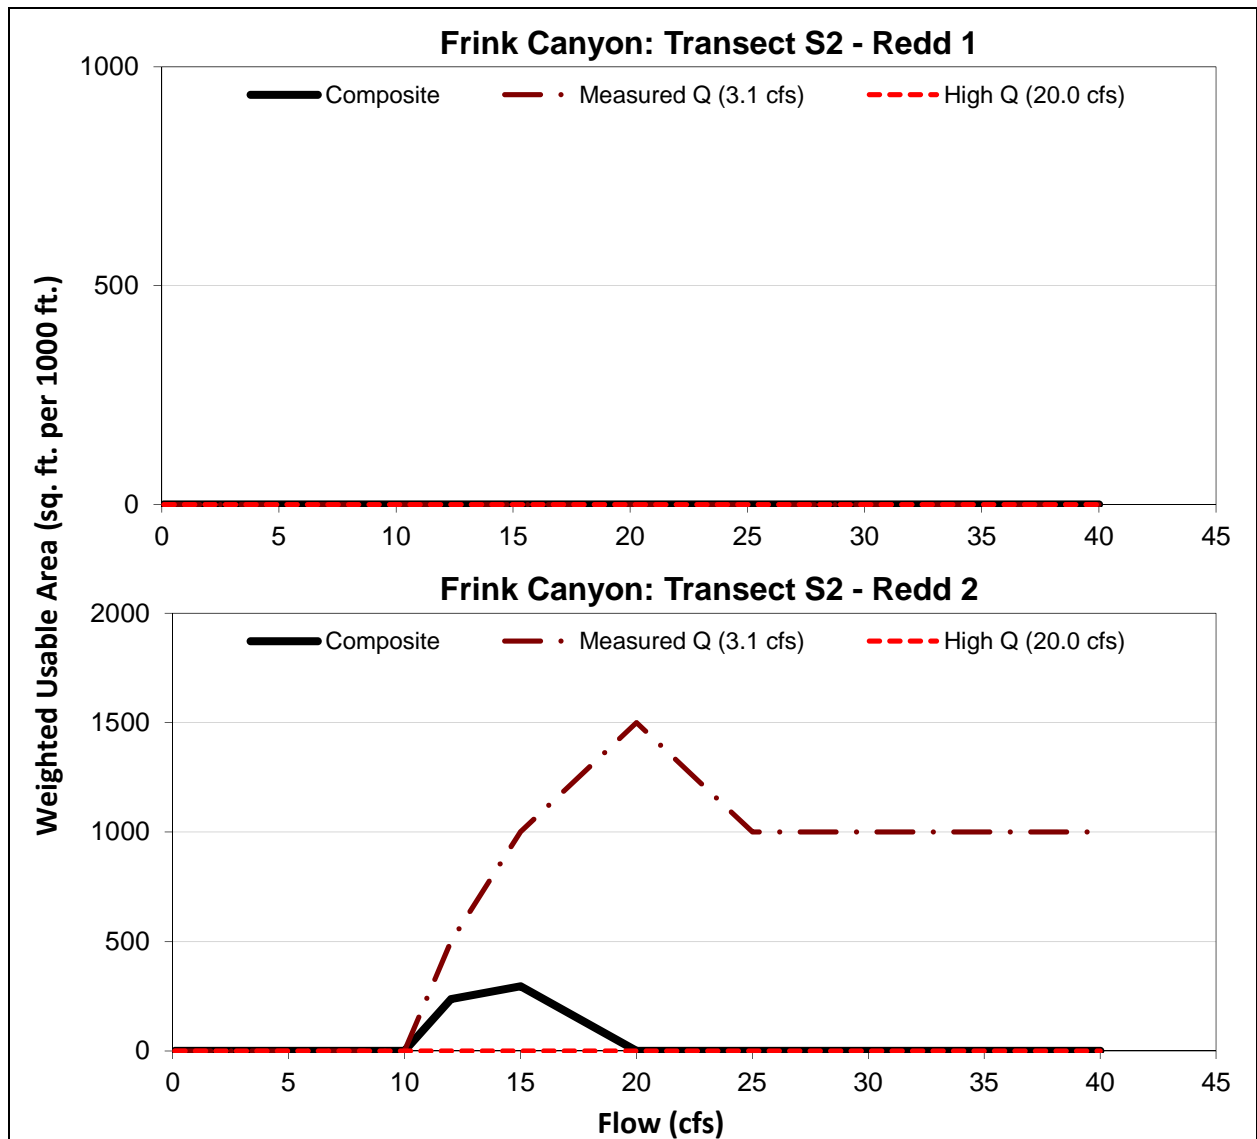 Frink Canyon: Transect S2 - Redd 1
1000
Composite Measured Q (3.1 cfs) High Q (20.0 cfs)
500
0
0 5 10 15 20 25 30 35 40 45
Weighted Usable Area (sq. ft. per 1000 ft.)
Frink Canyon: Transect S2 - Redd 2
2000
Composite Measured Q (3.1 cfs) High Q (20.0 cfs)
1500
1000
500
0
0 5 10 15 20 25 30 35 40 45
Flow (cfs)